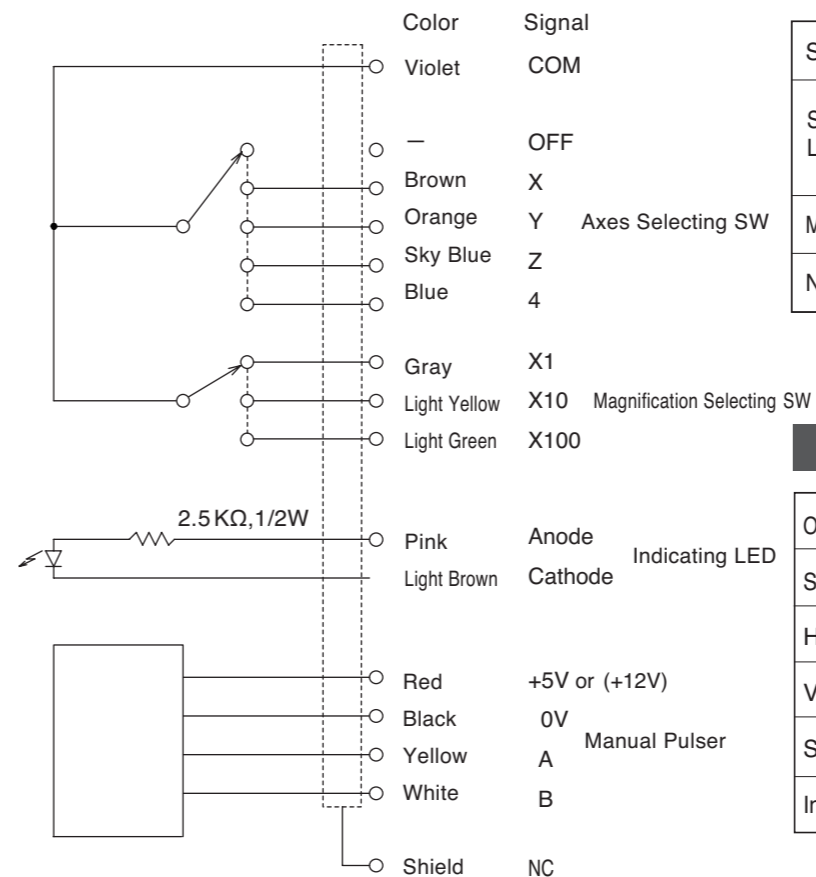 Color Signal
Violet COM
— OFF
Brown X
Orange Y Axes Selecting SW
Sky Blue Z
Blue 4
Gray X1
Light Yellow X10 Magnification Selecting SW
Light Green X100
2.5KΩ,1/2W
Pink Anode
Indicating LED
Light Brown Cathode
Red +5V or (+12V)
Black 0V
Manual Pulser
Yellow A
White B
Shield NC